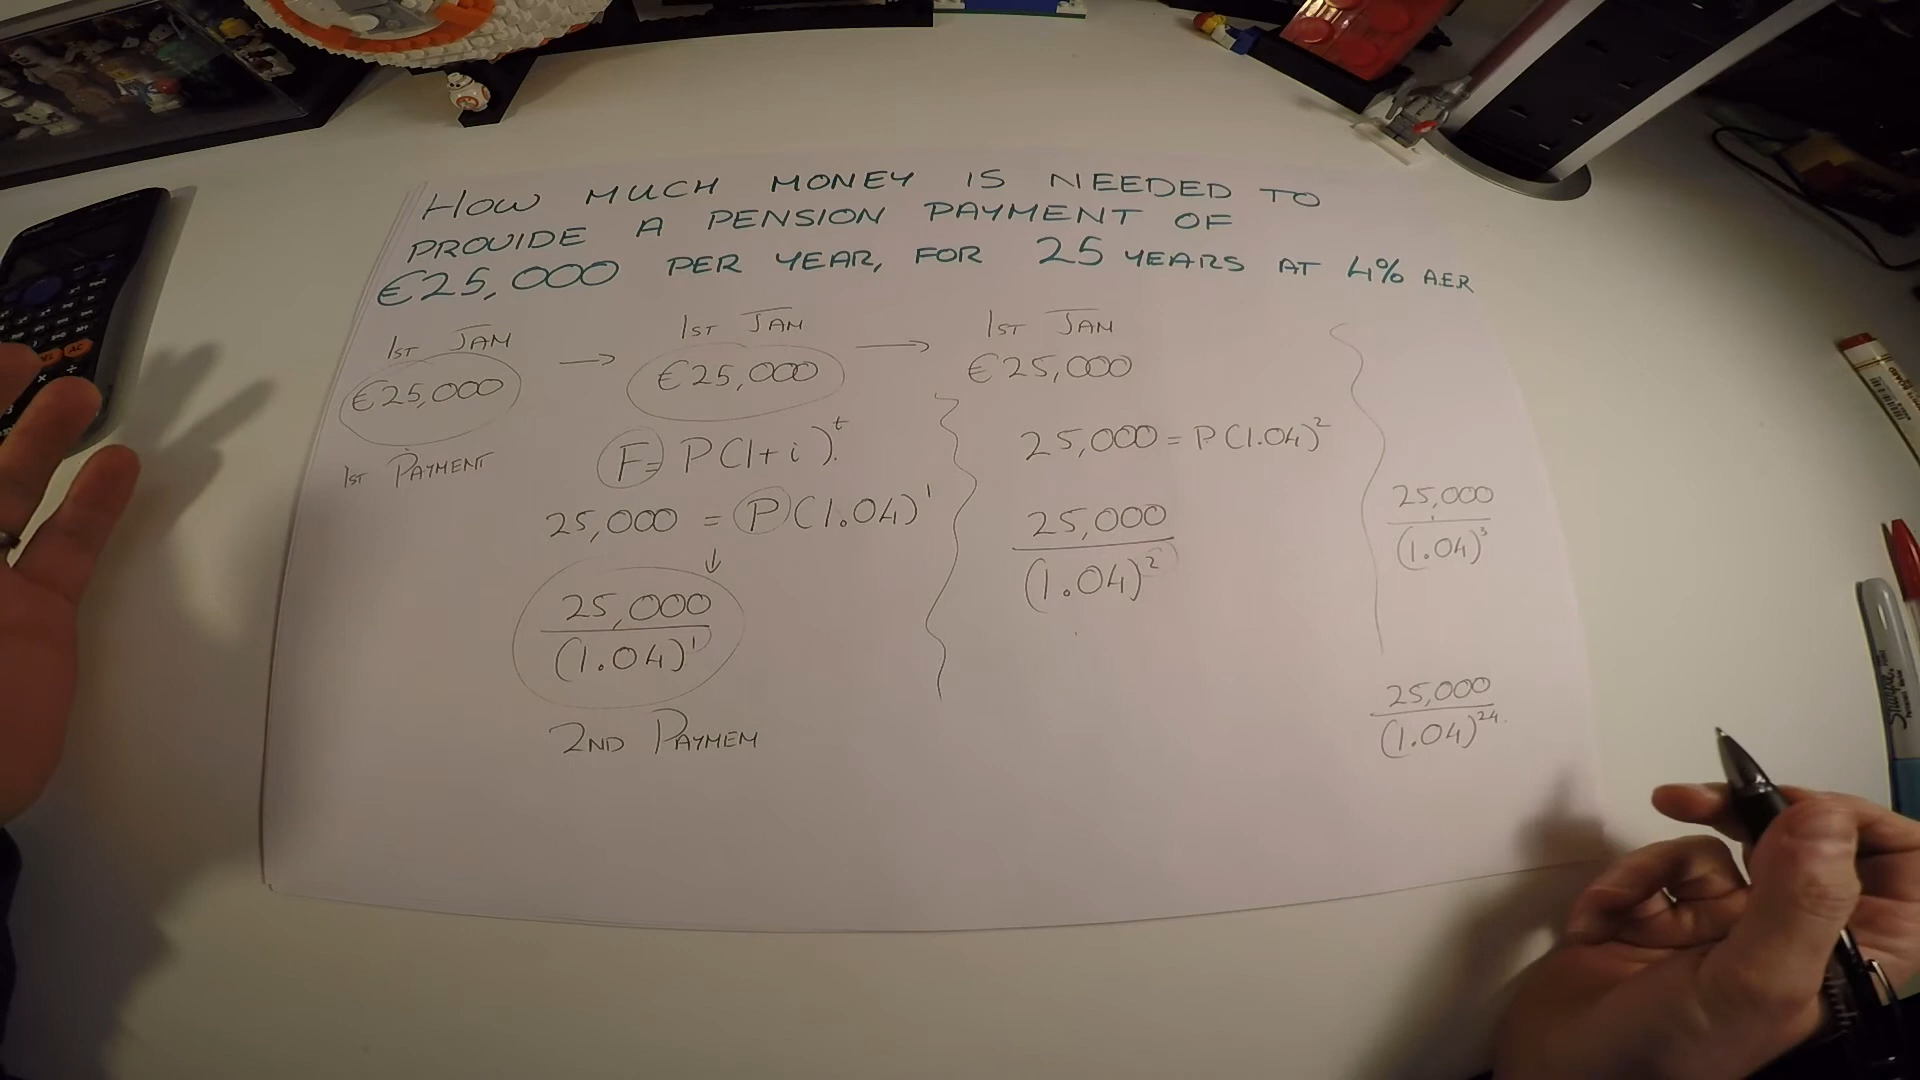 HOW MUCH MONEY IS NEEDED TO
PROVIDE A PENSION PAYMENT OF
€25,000 PER YEAR, FOR 25 YEARS AT 4% A.E.R
1ST JAN → 1ST JAN → 1ST JAN
€25,000 €25,000 €25,000
1ST PAYMENT
F = P(1+i)^t
25,000 = P(1.04)^1
↓
25,000
(1.04)^1
2ND PAYMEN
25,000 = P(1.04)^2
25,000
(1.04)^2
25,000
(1.04)^3
25,000
(1.04)^24
AC
Sharpie